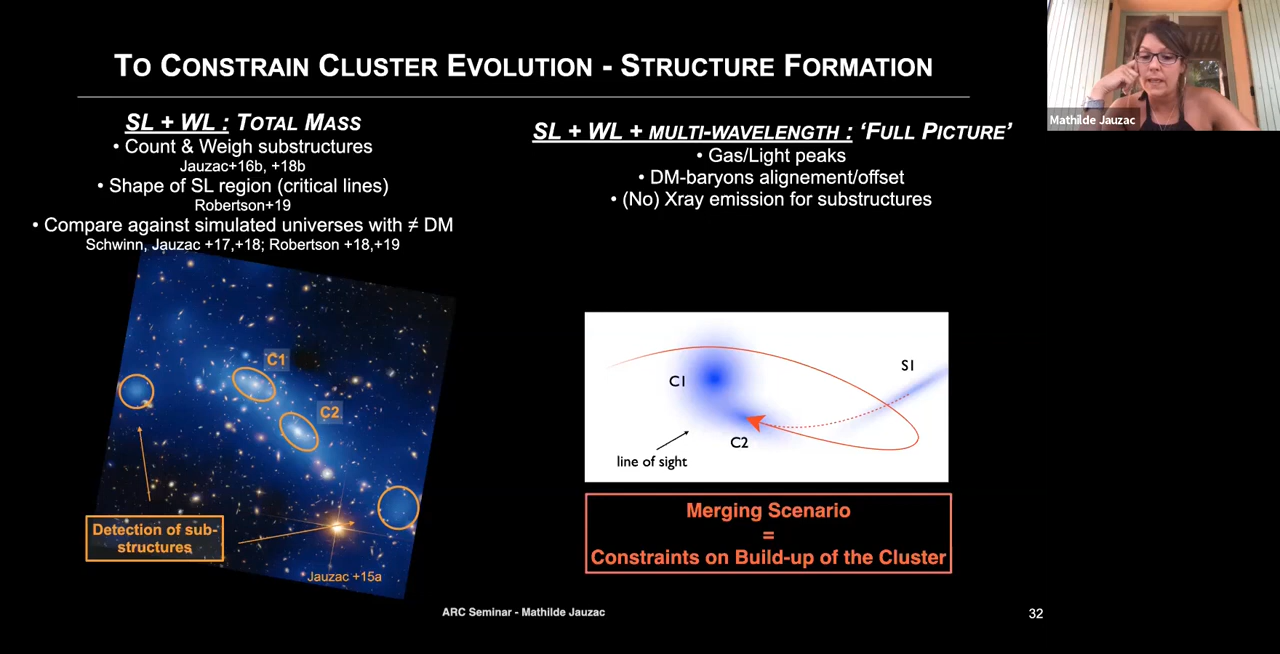 TO CONSTRAIN CLUSTER EVOLUTION - STRUCTURE FORMATION
SL + WL : TOTAL MASS
• Count & Weigh substructures
Jauzac+16b, +18b
• Shape of SL region (critical lines)
Robertson+19
• Compare against simulated universes with ≠ DM
Schwinn, Jauzac +17,+18; Robertson +18,+19
C1
C2
Detection of sub-
structures
Jauzac +15a
SL + WL + MULTI-WAVELENGTH : ‘FULL PICTURE’
• Gas/Light peaks
• DM-baryons alignement/offset
• (No) Xray emission for substructures
C1
S1
C2
line of sight
Merging Scenario
=
Constraints on Build-up of the Cluster
ARC Seminar - Mathilde Jauzac
32
Mathilde Jauzac